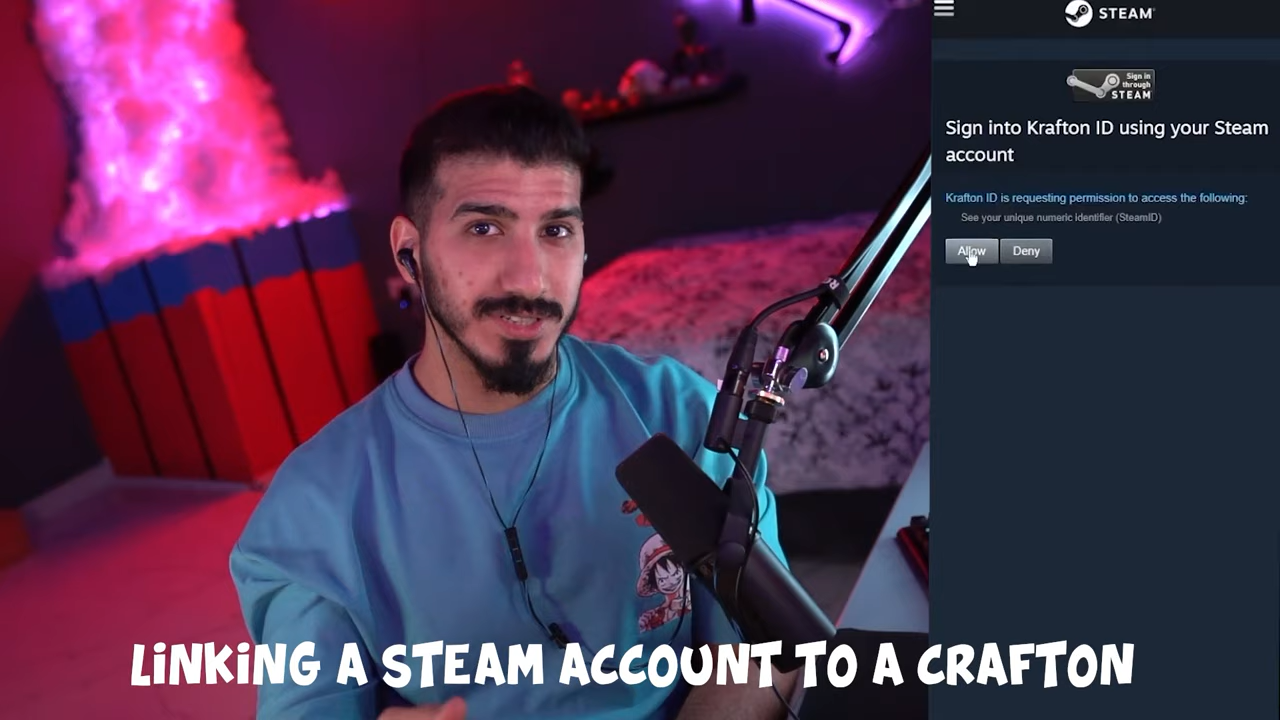 STEAM
Sign in
through
STEAM
Sign into Krafton ID using your Steam
account
Krafton ID is requesting permission to access the following:
See your unique numeric identifier (SteamID)
Allow Deny
LINKING A STEAM ACCOUNT TO A CRAFTON